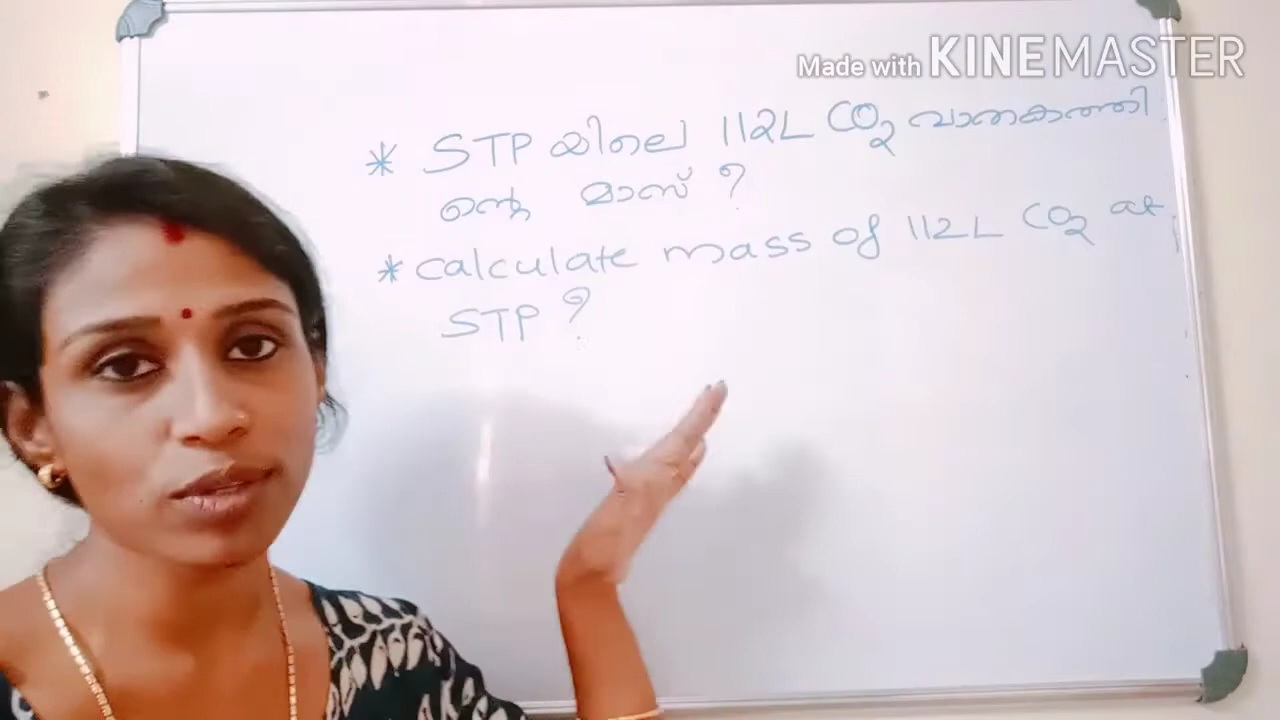 Made with KINEMASTER
* STP യിലെ 112L CO2 വാതകത്തി
ന്റെ മാസ് ?
* calculate mass of 112L CO2 at
STP ?